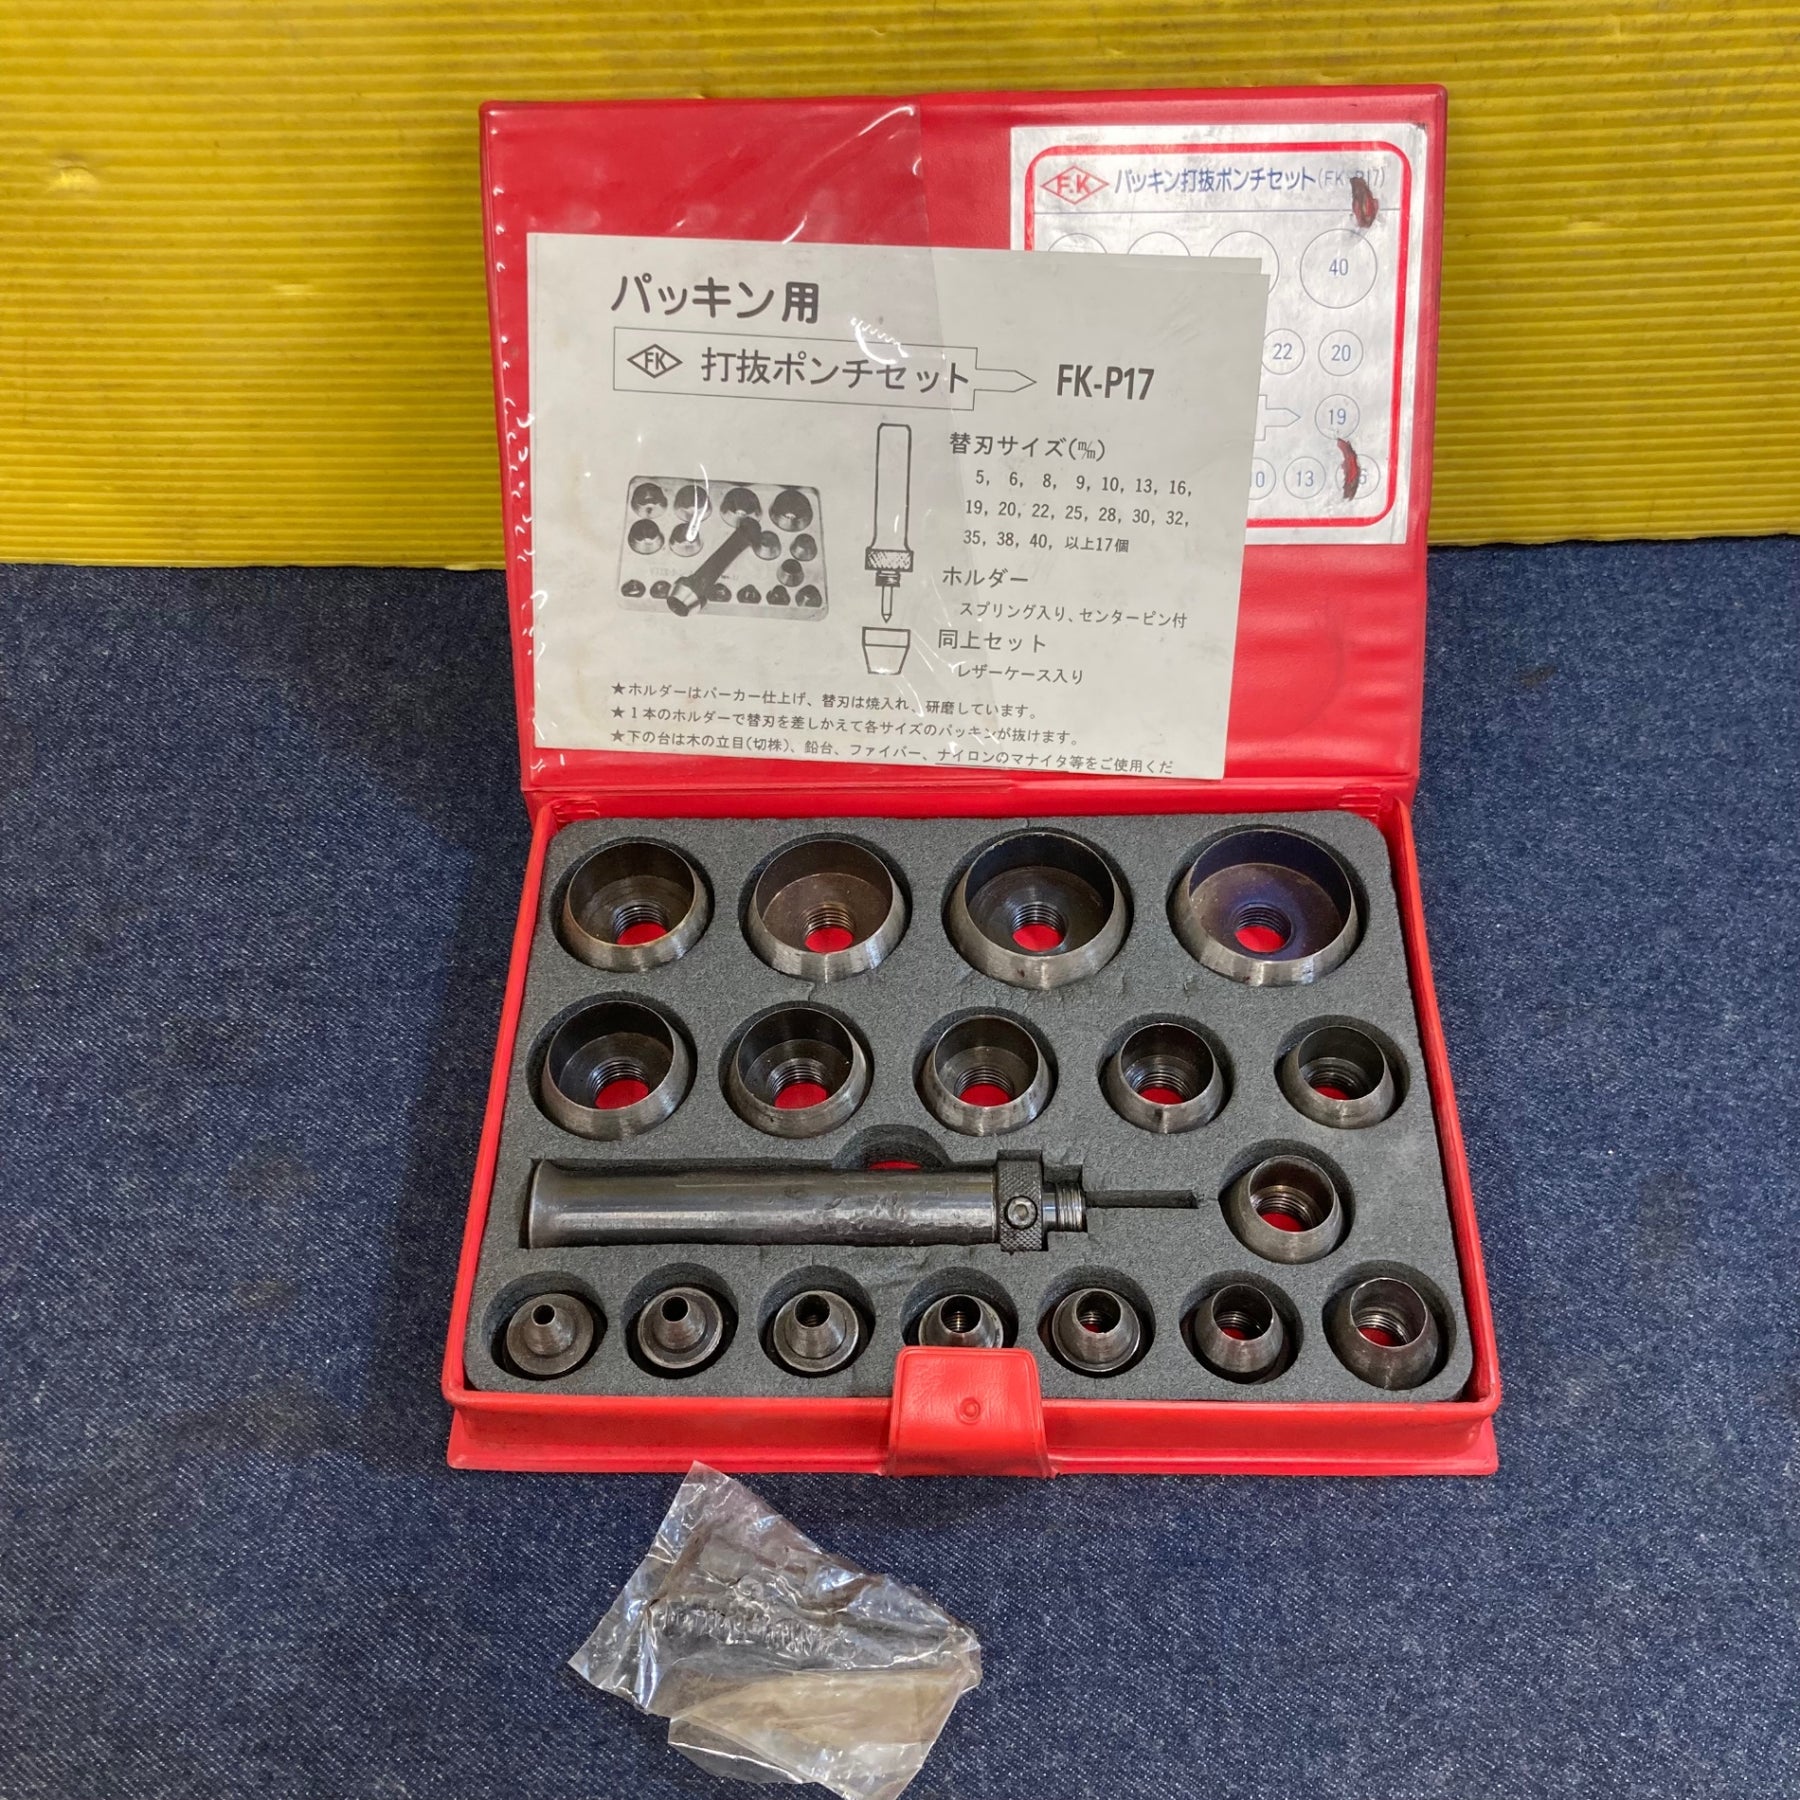 F.K パッキン打抜ポンチセット(FK-P17)
40
22 20
19
10 13
パッキン用
FK 打抜ポンチセット FK-P17
替刃サイズ(m/m)
5, 6, 8, 9, 10, 13, 16,
19, 20, 22, 25, 28, 30, 32,
35, 38, 40, 以上17個
ホルダー
スプリング入り、センターピン付
同上セット
レザーケース入り
★ホルダーはパーカー仕上げ、替刃は焼入れ、研磨しています。
★1本のホルダーで替刃を差しかえて各サイズのパッキンが抜けます。
★下の台は木の立目(切株)、鉛台、ファイバー、ナイロンのマナイタ等をご使用くだ